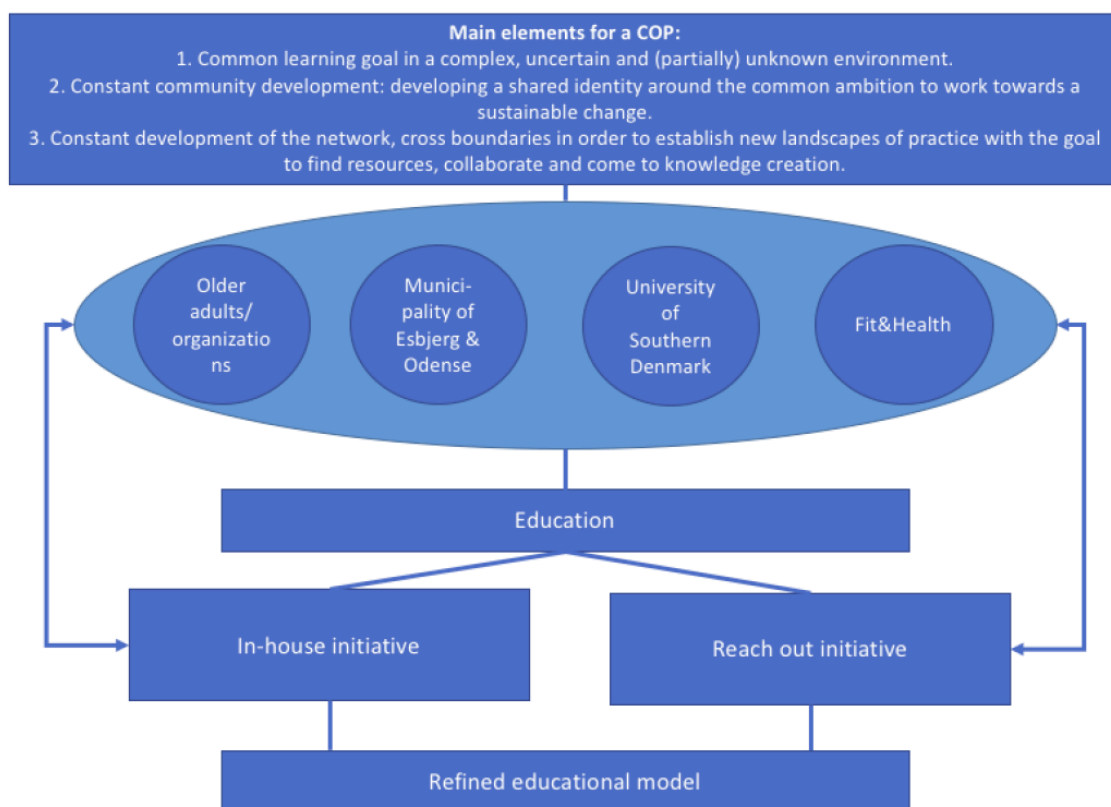 Main elements for a COP:
1. Common learning goal in a complex, uncertain and (partially) unknown environment.
2. Constant community development: developing a shared identity around the common ambition to work towards a
sustainable change.
3. Constant development of the network, cross boundaries in order to establish new landscapes of practice with the goal
to find resources, collaborate and come to knowledge creation.
Older
adults/
organizatio
ns
Munici-
pality of
Esbjerg &
Odense
University
of
Southern
Denmark
Fit&Health
Education
In-house initiative
Reach out initiative
Refined educational model